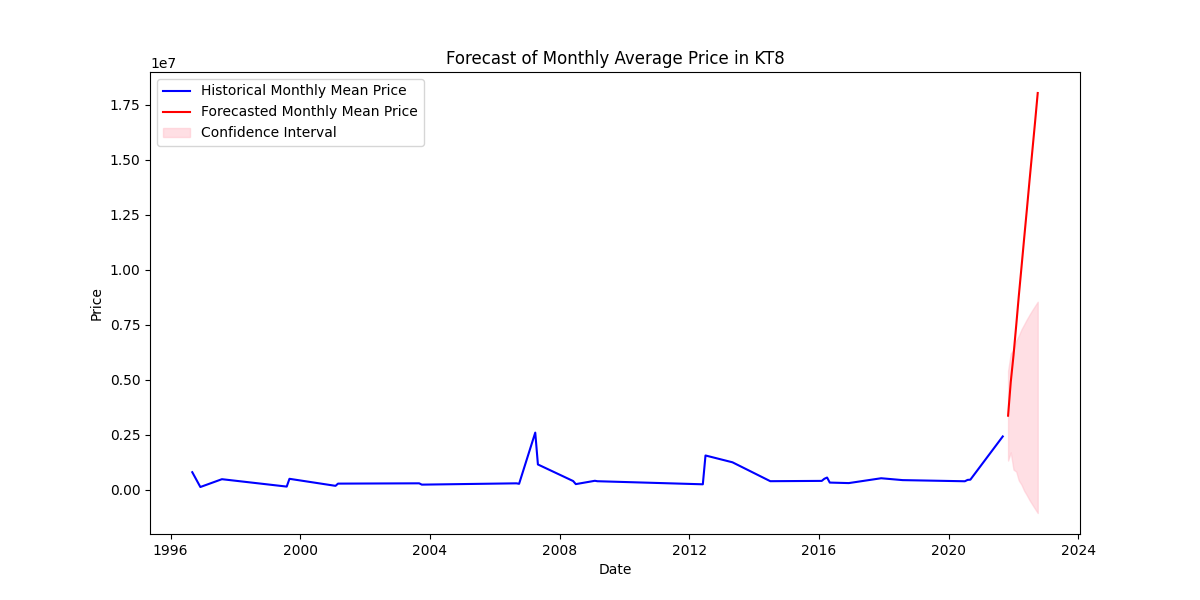 Forecast of Monthly Average Price in KT8
1e7
Historical Monthly Mean Price
Forecasted Monthly Mean Price
Confidence Interval
1.75
1.50
1.25
1.00
0.75
0.50
0.25
0.00
Price
1996 2000 2004 2008 2012 2016 2020 2024
Date